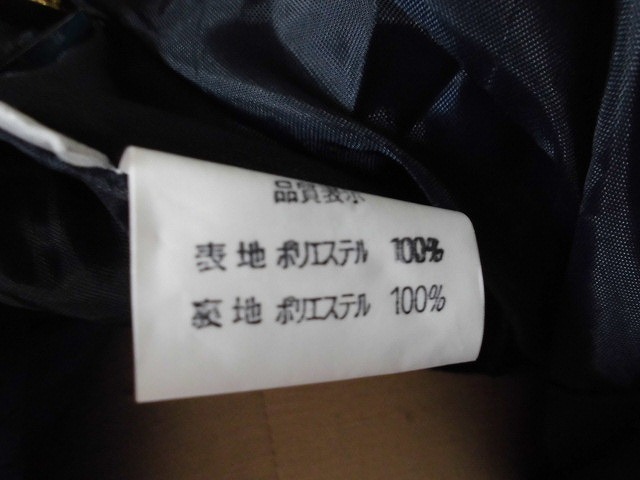 品質表示
表地 ポリエステル 100%
裏地 ポリエステル 100%